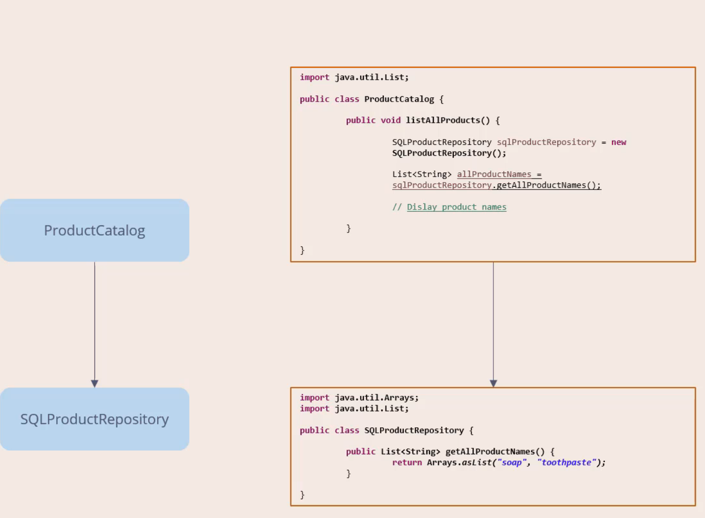 import java.util.List;
public class ProductCatalog {
public void listAllProducts() {
SQLProductRepository sqlProductRepository = new
SQLProductRepository();
List<String> allProductNames =
sqlProductRepository.getAllProductNames();
// Dislay product names
}
}
ProductCatalog
SQLProductRepository
import java.util.Arrays;
import java.util.List;
public class SQLProductRepository {
public List<String> getAllProductNames() {
return Arrays.asList("soap", "toothpaste");
}
}